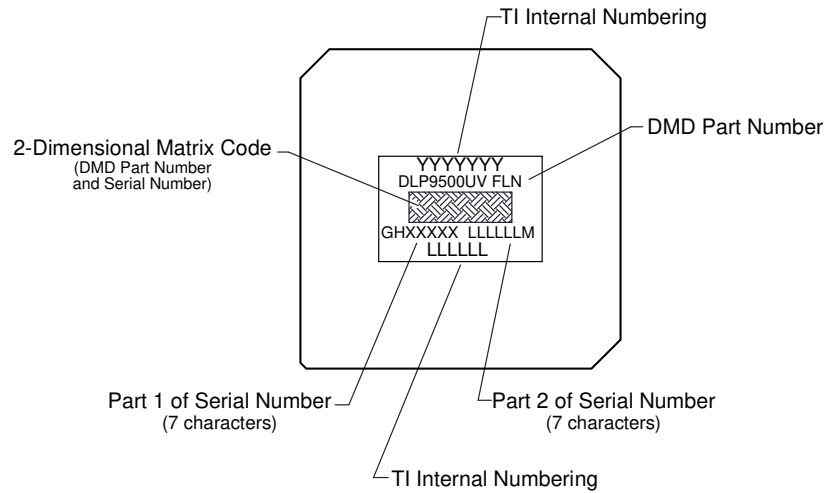 TI Internal Numbering
DMD Part Number
2-Dimensional Matrix Code
(DMD Part Number
and Serial Number)
YYYYYYY
DLP9500UV FLN
GHXXXXX LLLLLLM
LLLLLL
Part 1 of Serial Number
(7 characters)
Part 2 of Serial Number
(7 characters)
TI Internal Numbering